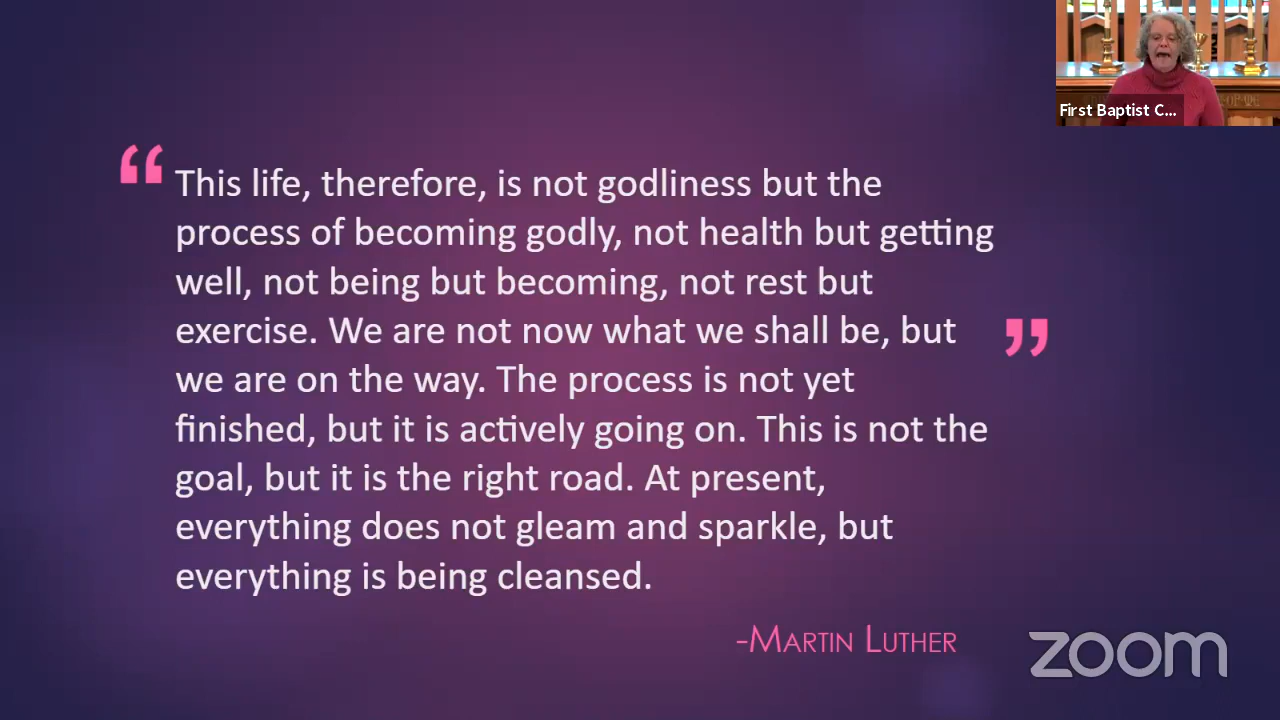 First Baptist C...
“ This life, therefore, is not godliness but the
process of becoming godly, not health but getting
well, not being but becoming, not rest but
exercise. We are not now what we shall be, but ”
we are on the way. The process is not yet
finished, but it is actively going on. This is not the
goal, but it is the right road. At present,
everything does not gleam and sparkle, but
everything is being cleansed.
-MARTIN LUTHER
zoom